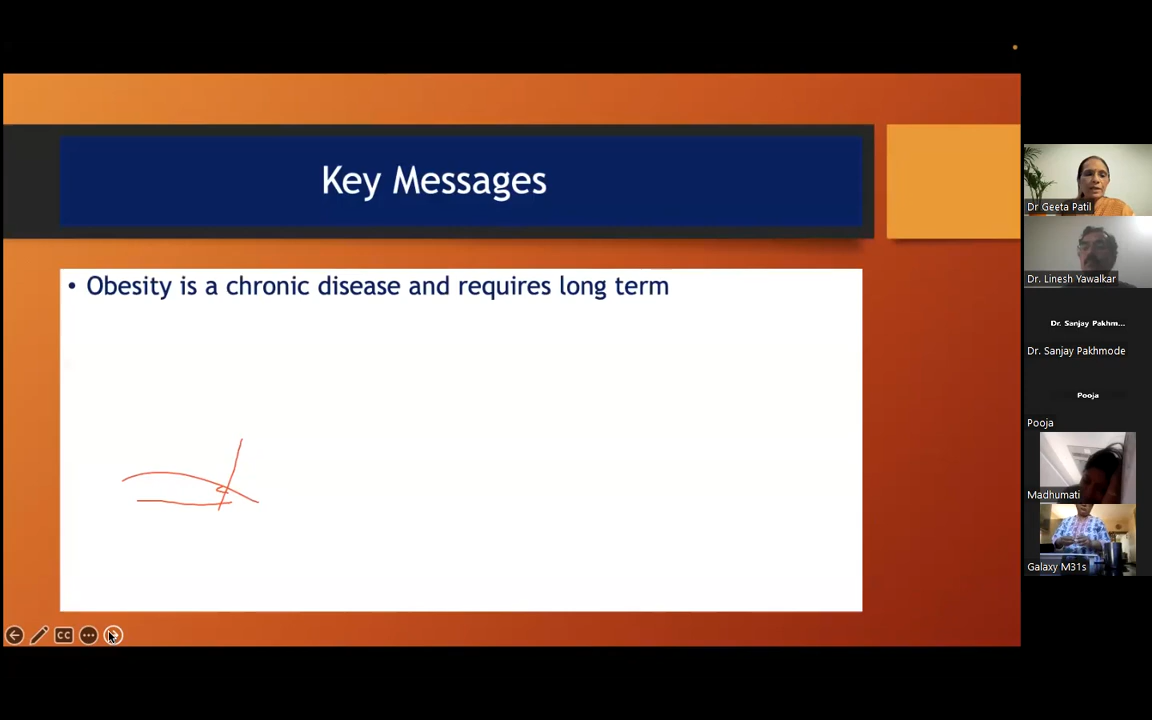 Key Messages
• Obesity is a chronic disease and requires long term
Dr Geeta Patil
Dr. Linesh Yawalkar
Dr. Sanjay Pakhm...
Dr. Sanjay Pakhmode
Pooja
Pooja
Madhumati
Galaxy M31s
CC